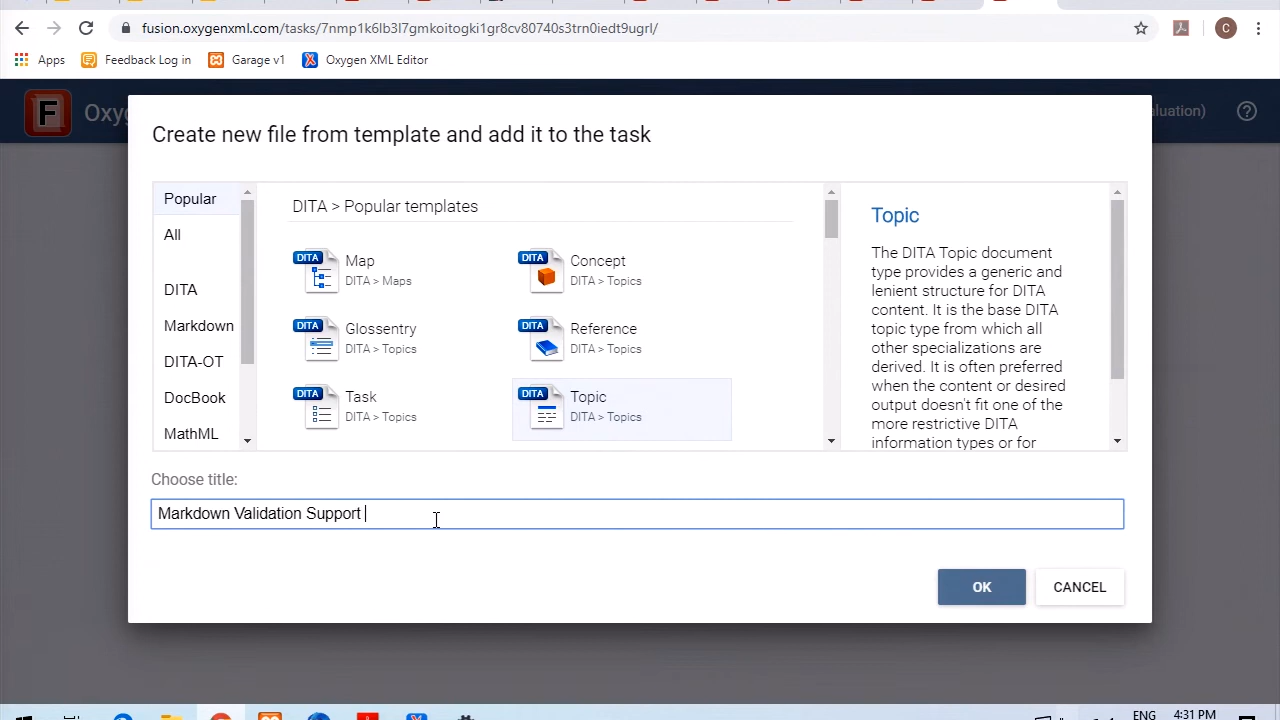 fusion.oxygenxml.com/tasks/7nmp1k6lb3l7gmkoitogki1gr8cv80740s3trn0iedt9ugrl/
C
Apps
Feedback Log in
Garage v1
Oxygen XML Editor
F
Oxyg
aluation)
Create new file from template and add it to the task
Popular
All
DITA
Markdown
DITA-OT
DocBook
MathML
DITA > Popular templates
DITA
Map
DITA > Maps
DITA
Concept
DITA > Topics
DITA
Glossentry
DITA > Topics
DITA
Reference
DITA > Topics
DITA
Task
DITA > Topics
DITA
Topic
DITA > Topics
Topic
The DITA Topic document
type provides a generic and
lenient structure for DITA
content. It is the base DITA
topic type from which all
other specializations are
derived. It is often preferred
when the content or desired
output doesn't fit one of the
more restrictive DITA
information types or for
Choose title:
Markdown Validation Support
OK
CANCEL
ENG
4:31 PM